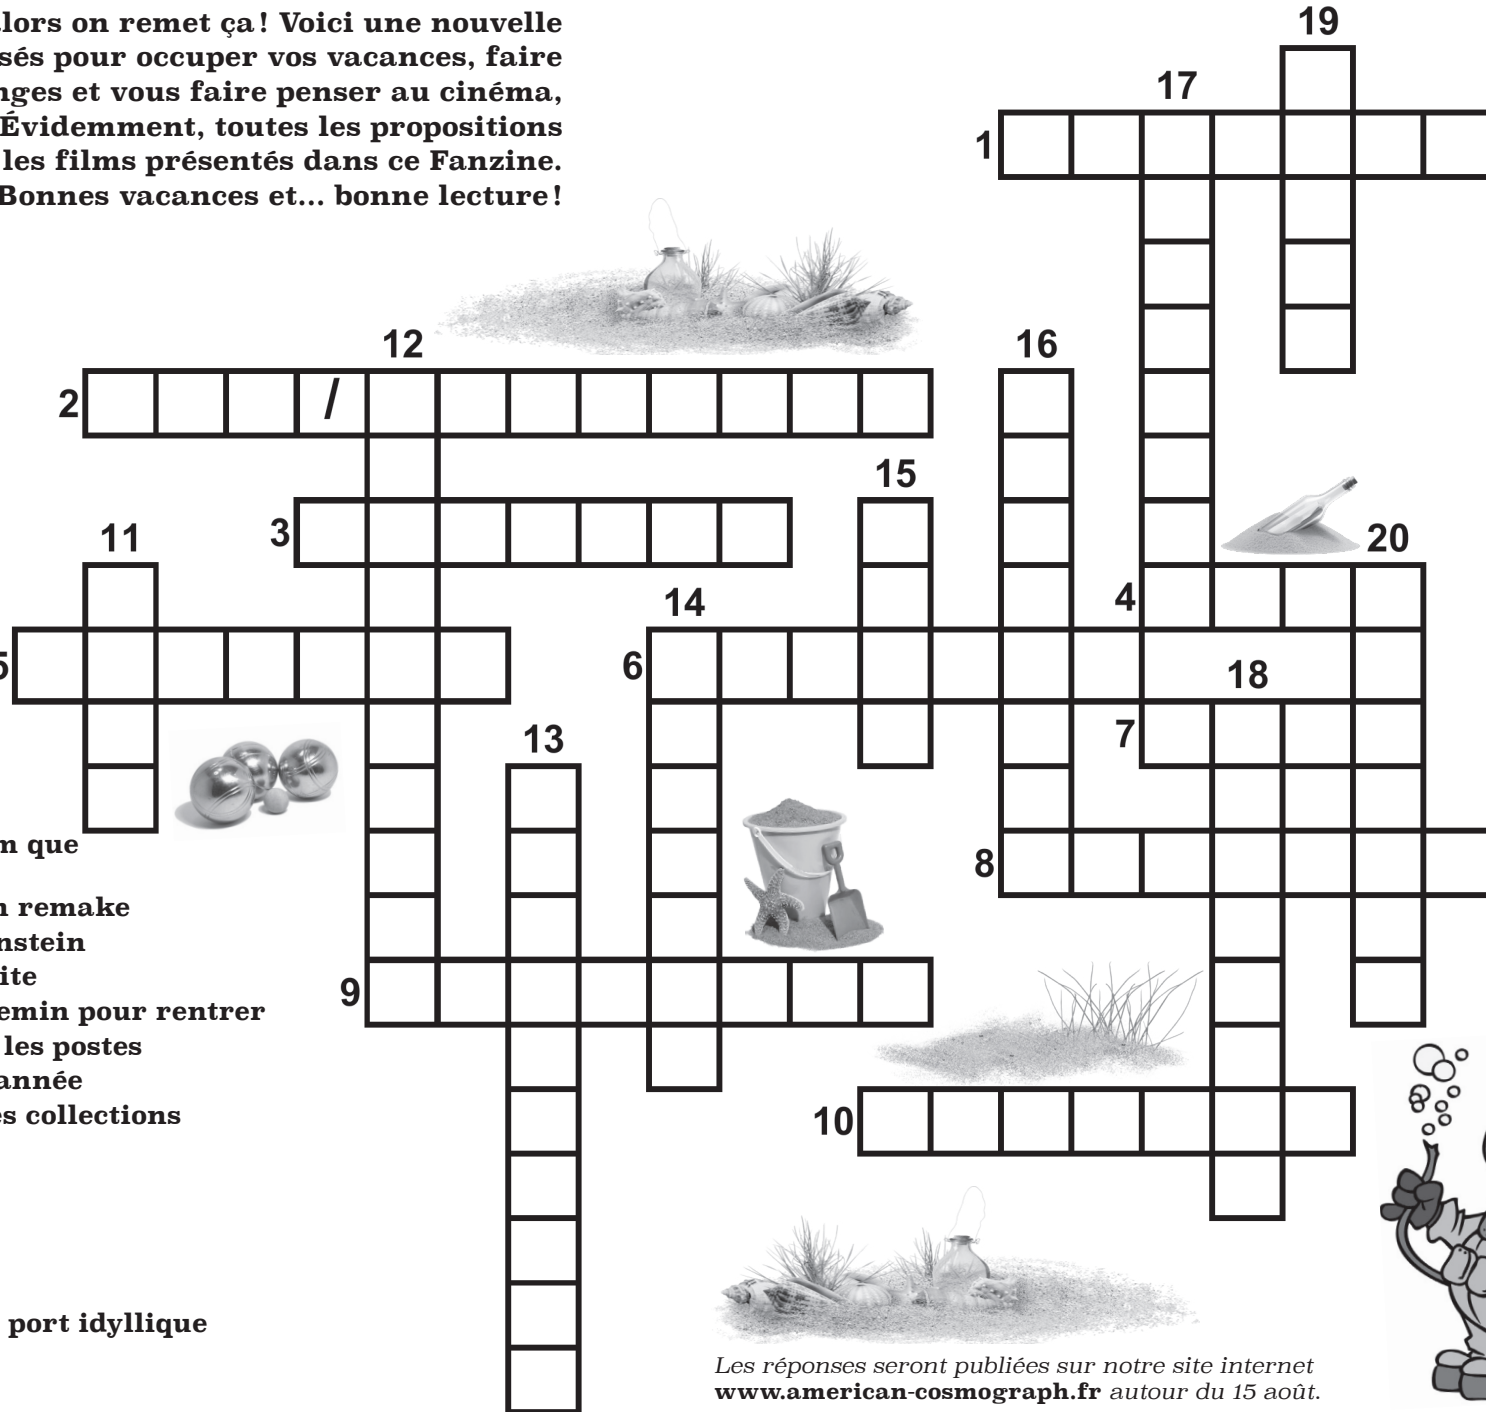 alors on remet ça ! Voici une nouvelle
sés pour occuper vos vacances, faire
nges et vous faire penser au cinéma,
Évidemment, toutes les propositions
les films présentés dans ce Fanzine.
Bonnes vacances et... bonne lecture !
19
17
1
12
16
2 /
15
3
11
20
14
4
5
6
18
13
7
8
9
10
m que
n remake
nstein
ite
emin pour rentrer
les postes
année
es collections
port idyllique
Les réponses seront publiées sur notre site internet
www.american-cosmograph.fr autour du 15 août.